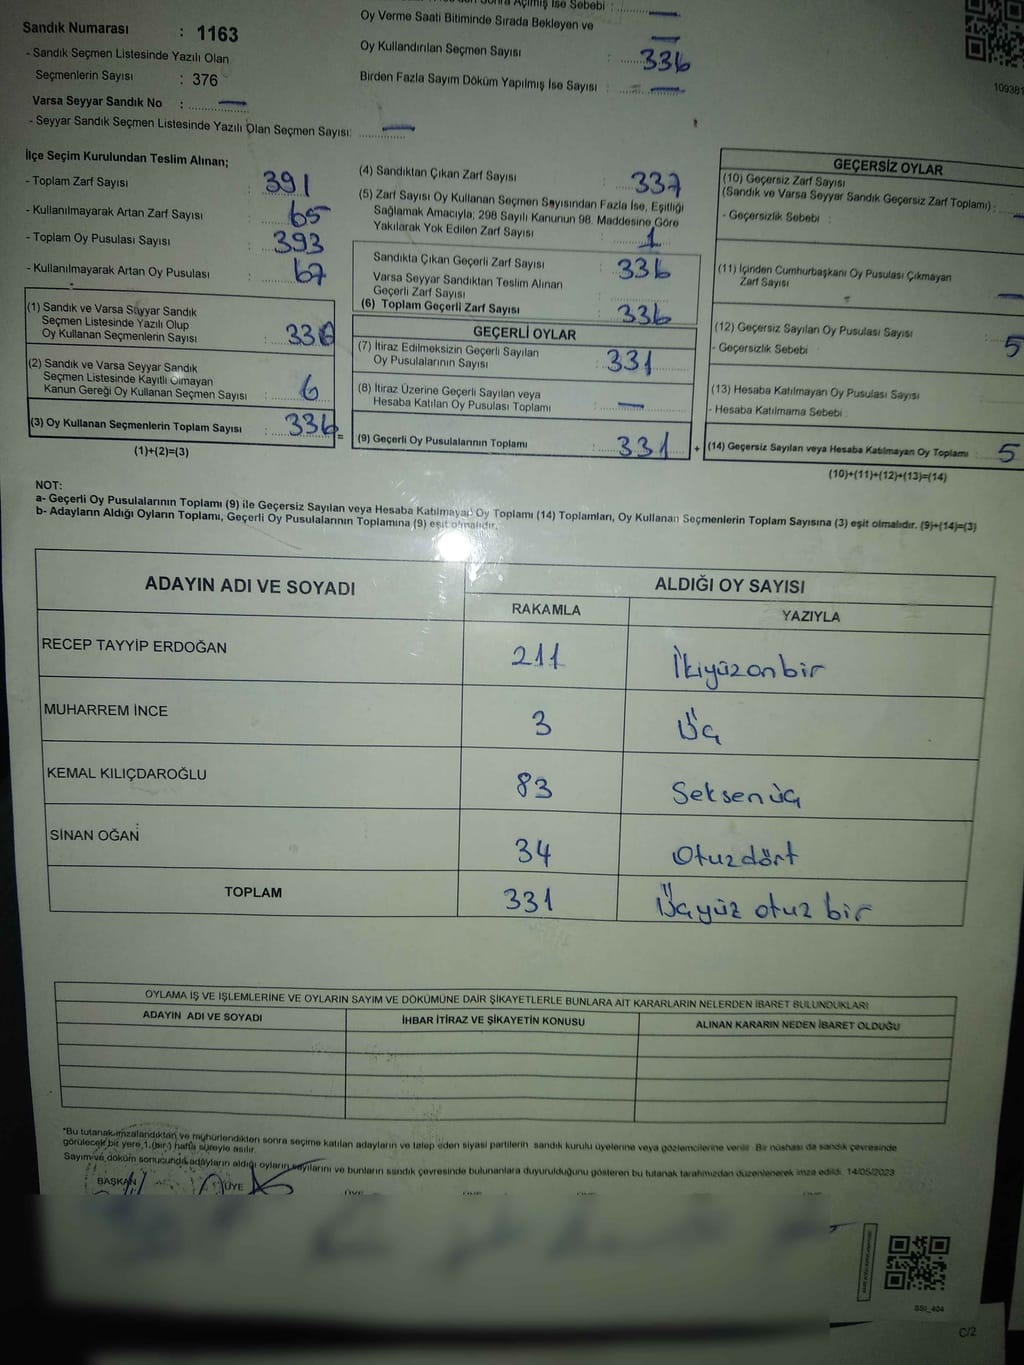 Açılmış İse Sebebi :
Sandık Numarası : 1163
Oy Verme Saati Bitiminde Sırada Bekleyen ve
Oy Kullandırılan Seçmen Sayısı : 336
- Sandık Seçmen Listesinde Yazılı Olan
Seçmenlerin Sayısı : 376
Birden Fazla Sayım Döküm Yapılmış İse Sayısı : —
Varsa Seyyar Sandık No : —
- Seyyar Sandık Seçmen Listesinde Yazılı Olan Seçmen Sayısı: —
İlçe Seçim Kurulundan Teslim Alınan;
- Toplam Zarf Sayısı : 391
- Kullanılmayarak Artan Zarf Sayısı : 65
- Toplam Oy Pusulası Sayısı : 393
- Kullanılmayarak Artan Oy Pusulası : 67
(1) Sandık ve Varsa Seyyar Sandık
Seçmen Listesinde Yazılı Olup
Oy Kullanan Seçmenlerin Sayısı :
(2) Sandık ve Varsa Seyyar Sandık
Seçmen Listesinde Kayıtlı Olmayan
Kanun Gereği Oy Kullanan Seçmen Sayısı : 6
(3) Oy Kullanan Seçmenlerin Toplam Sayısı : 336 =
(1)+(2)=(3)
(4) Sandıktan Çıkan Zarf Sayısı : 337
(5) Zarf Sayısı Oy Kullanan Seçmen Sayısından Fazla İse, Eşitliği
Sağlamak Amacıyla; 298 Sayılı Kanunun 98. Maddesine Göre
Yakılarak Yok Edilen Zarf Sayısı : 1
Sandıkta Çıkan Geçerli Zarf Sayısı : 336
Varsa Seyyar Sandıktan Teslim Alınan
Geçerli Zarf Sayısı :
(6) Toplam Geçerli Zarf Sayısı : 336
GEÇERLİ OYLAR
(7) İtiraz Edilmeksizin Geçerli Sayılan
Oy Pusulalarının Sayısı : 331
(8) İtiraz Üzerine Geçerli Sayılan veya
Hesaba Katılan Oy Pusulası Toplamı : —
(9) Geçerli Oy Pusulalarının Toplamı : 331 +
GEÇERSİZ OYLAR
(10) Geçersiz Zarf Sayısı
(Sandık ve Varsa Seyyar Sandık Geçersiz Zarf Toplamı) : —
- Geçersizlik Sebebi :
(11) İçinden Cumhurbaşkanı Oy Pusulası Çıkmayan
Zarf Sayısı : —
(12) Geçersiz Sayılan Oy Pusulası Sayısı : 5
- Geçersizlik Sebebi :
(13) Hesaba Katılmayan Oy Pusulası Sayısı :
- Hesaba Katılmama Sebebi :
(14) Geçersiz Sayılan veya Hesaba Katılmayan Oy Toplamı : 5
(10)+(11)+(12)+(13)=(14)
NOT:
a- Geçerli Oy Pusulalarının Toplamı (9) ile Geçersiz Sayılan veya Hesaba Katılmayan Oy Toplamı (14) Toplamları, Oy Kullanan Seçmenlerin Toplam Sayısına (3) eşit olmalıdır. (9)+(14)=(3)
b- Adayların Aldığı Oyların Toplamı, Geçerli Oy Pusulalarının Toplamına (9) eşit olmalıdır.
ADAYIN ADI VE SOYADI ALDIĞI OY SAYISI
RAKAMLA YAZIYLA
RECEP TAYYİP ERDOĞAN 211 İkiyüzonbir
MUHARREM İNCE 3 Üç
KEMAL KILIÇDAROĞLU 83 Seksenüç
SİNAN OĞAN 34 Otuzdört
TOPLAM 331 Üçyüz otuz bir
OYLAMA İŞ VE İŞLEMLERİNE VE OYLARIN SAYIM VE DÖKÜMÜNE DAİR ŞİKAYETLERLE BUNLARA AİT KARARLARIN NELERDEN İBARET BULUNDUKLARI
ADAYIN ADI VE SOYADI İHBAR İTİRAZ VE ŞİKAYETİN KONUSU ALINAN KARARIN NEDEN İBARET OLDUĞU
*Bu tutanak imzalandıktan ve mühürlendikten sonra seçime katılan adayların ve talep eden siyasi partilerin sandık kurulu üyelerine veya gözlemcilerine verilir. Bir nüshası da sandık çevresinde
görülecek bir yere 1 (bir) hafta süreyle asılır.
Sayım ve döküm sonucunda adayların aldığı oyların sayılarını ve bunların sandık çevresinde bulunanlara duyurulduğunu gösteren bu tutanak tarafımızdan düzenlenerek imza edildi. 14/05/2023
BAŞKAN ÜYE
SSİ_404
C/2